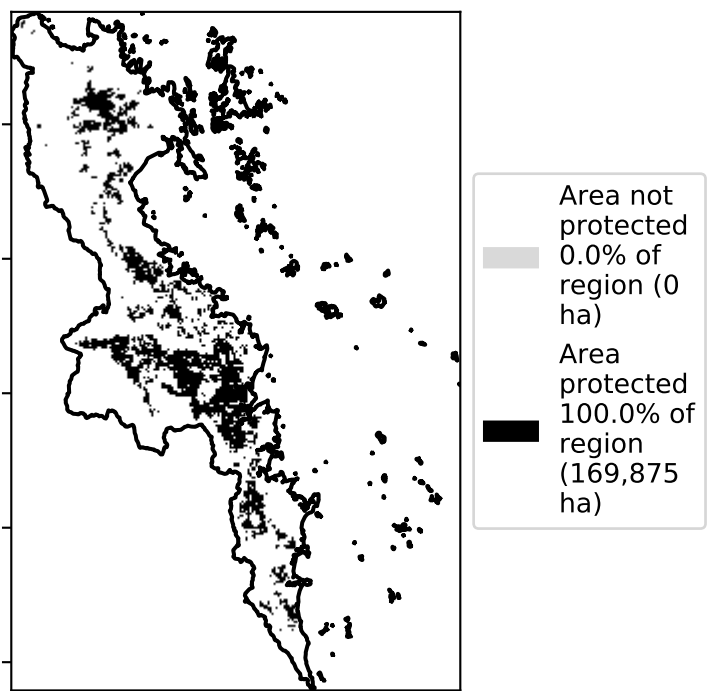 Area not
protected
0.0% of
region (0
ha)
Area
protected
100.0% of
region
(169,875
ha)